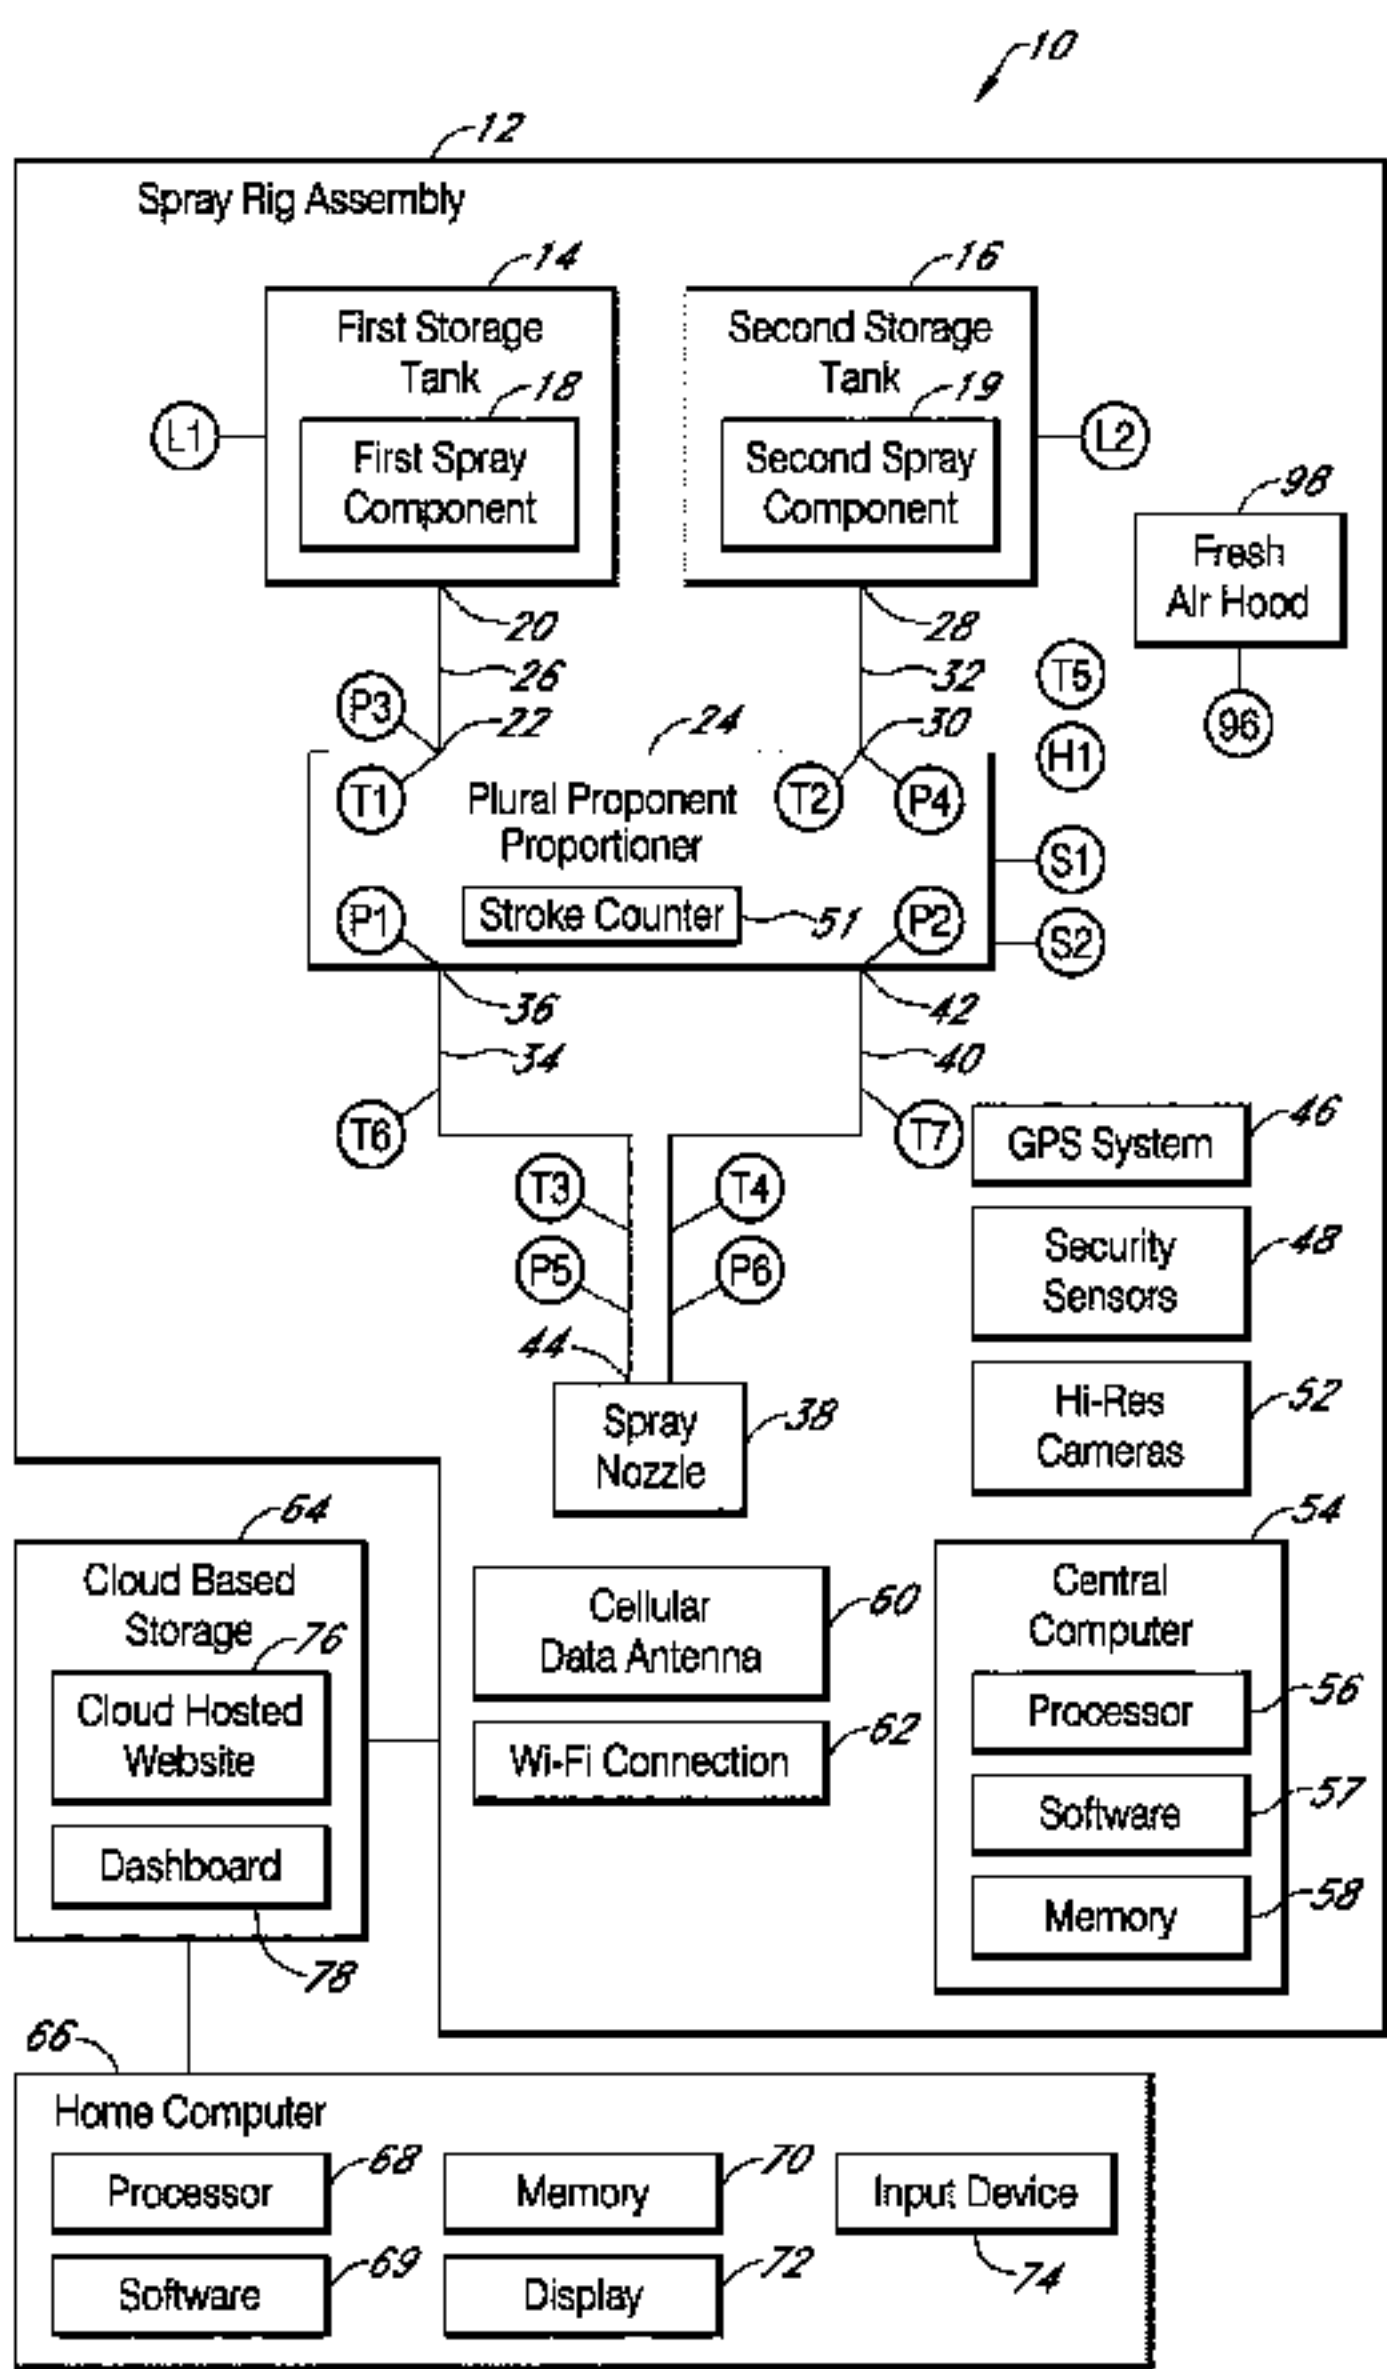 10
12
Spray Rig Assembly
14
16
First Storage
Tank
Second Storage
Tank
18
19
L1
First Spray
Component
Second Spray
Component
L2
98
Fresh
Air Hood
20
28
26
32
T5
P3
22
24
30
96
H1
T1
Plural Proponent
Proportioner
T2
P4
S1
P1
Stroke Counter
51
P2
S2
36
42
34
40
T6
T7
46
GPS System
T3
T4
48
Security
Sensors
P5
P6
44
52
Hi-Res
Cameras
38
Spray
Nozzle
64
54
Cloud Based
Storage
60
Cellular
Data Antenna
Central
Computer
76
56
Cloud Hosted
Website
62
Processor
Wi-Fi Connection
57
Software
Dashboard
58
Memory
78
66
Home Computer
68
70
Processor
Memory
Input Device
69
72
74
Software
Display